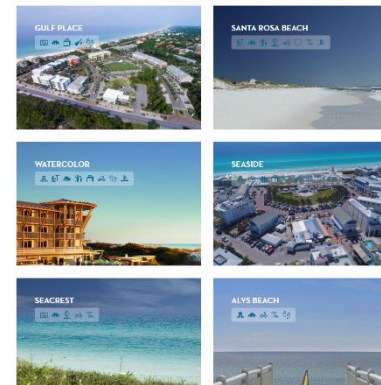 GULF PLACE
SANTA ROSA BEACH
WATERCOLOR
SEASIDE
SEACREST
ALYS BEACH